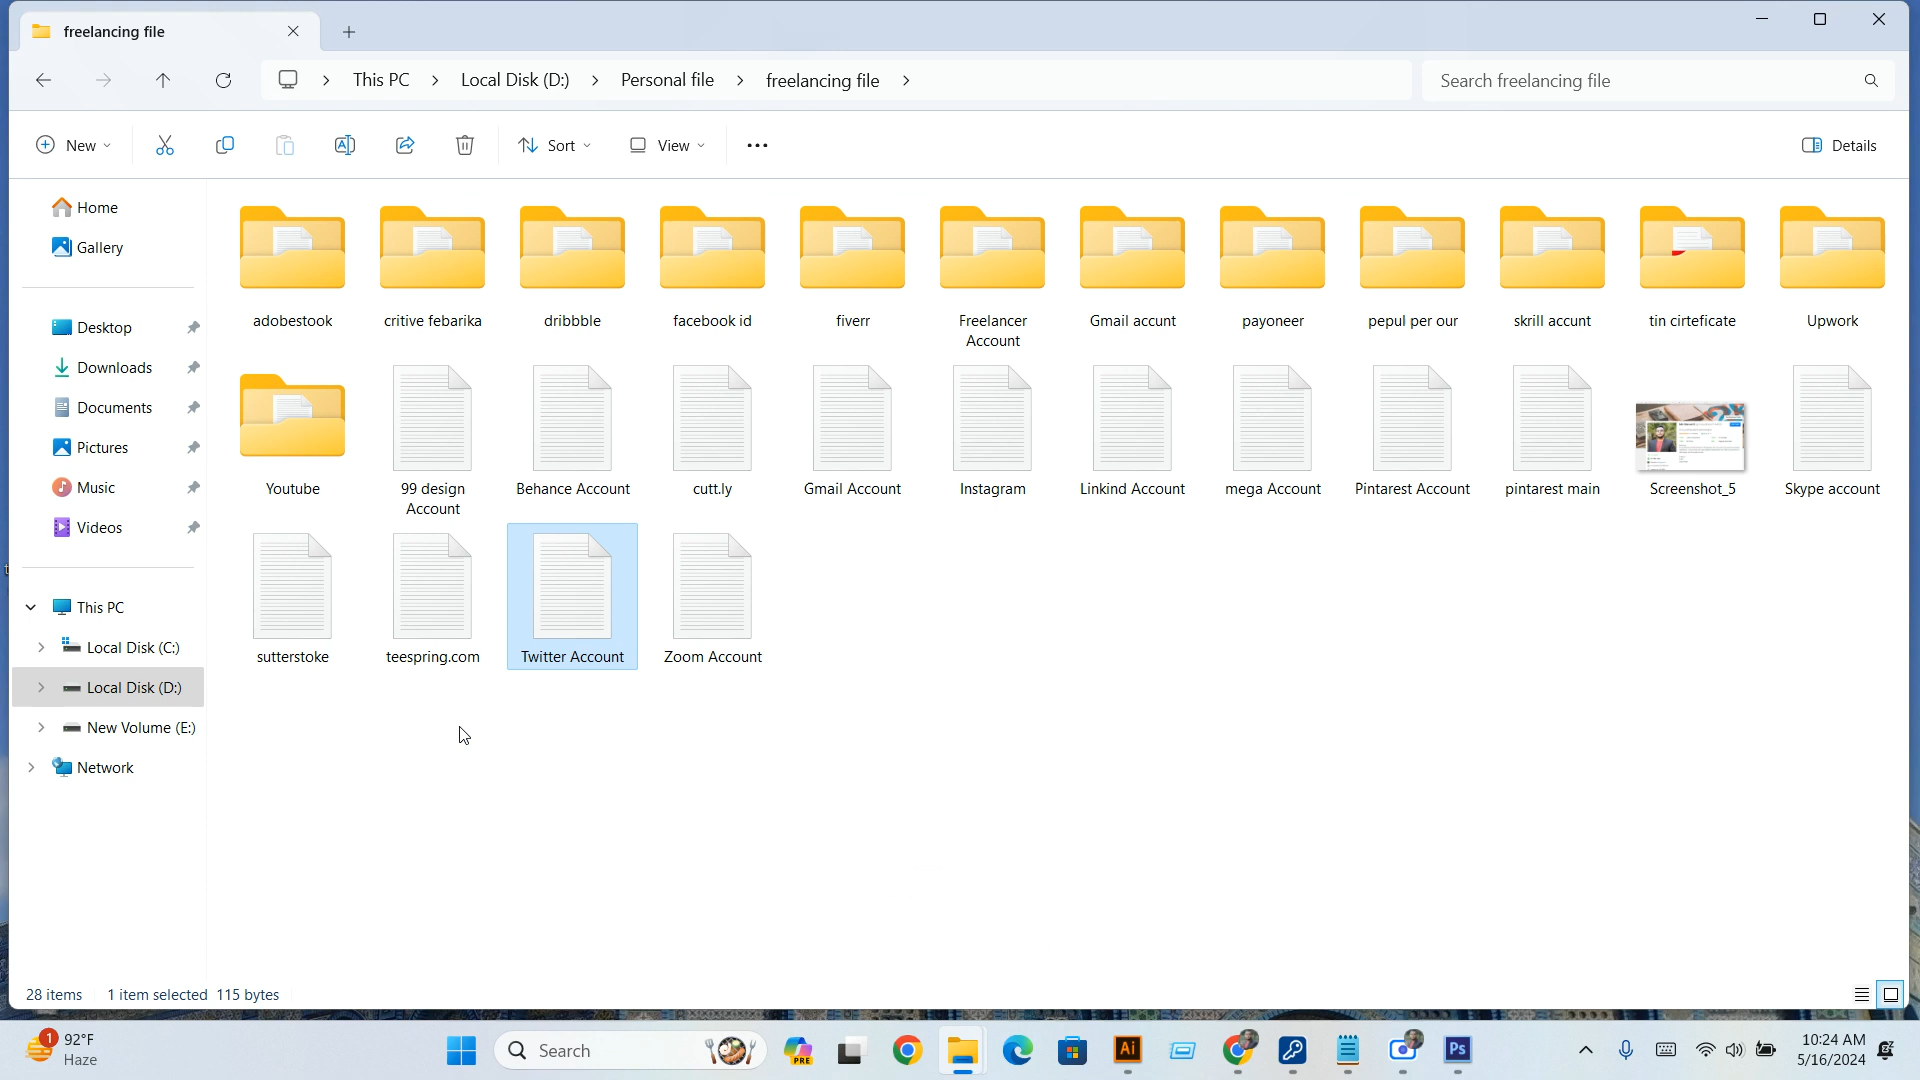 freelancing file
This PC
Local Disk (D:)
Personal file
freelancing file
Search freelancing file
New
Sort
View
Details
Home
Gallery
Desktop
Downloads
Documents
Pictures
Music
Videos
This PC
Local Disk (C:)
Local Disk (D:)
New Volume (E:)
Network
adobestook
critive febarika
dribbble
facebook id
fiverr
Freelancer
Account
Gmail accunt
payoneer
pepul per our
skrill accunt
tin cirteficate
Upwork
Youtube
99 design
Account
Behance Account
cutt.ly
Gmail Account
Instagram
Linkind Account
mega Account
Pintarest Account
pintarest main
Screenshot_5
Skype account
sutterstoke
teespring.com
Twitter Account
Zoom Account
28 items
1 item selected 115 bytes
1
92°F
Haze
Search
PRE
Ai
Ps
10:24 AM
5/16/2024